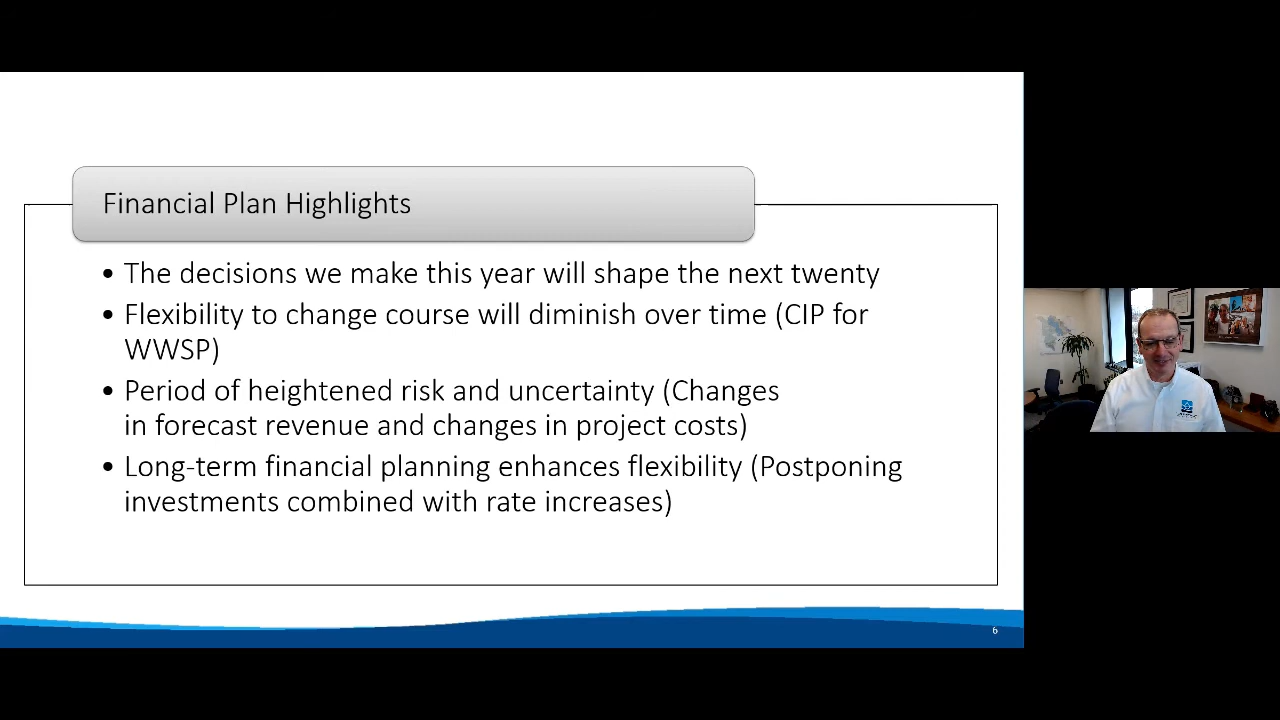 Financial Plan Highlights
• The decisions we make this year will shape the next twenty
• Flexibility to change course will diminish over time (CIP for
WWSP)
• Period of heightened risk and uncertainty (Changes
in forecast revenue and changes in project costs)
• Long-term financial planning enhances flexibility (Postponing
investments combined with rate increases)
6